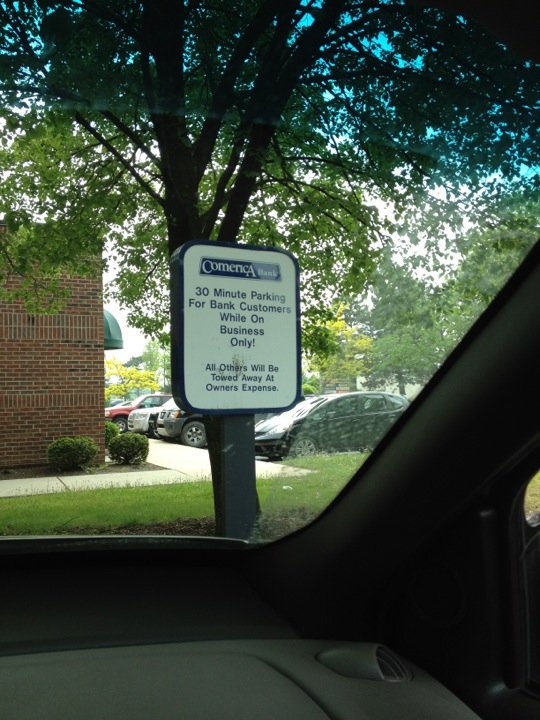 ComericA Bank
30 Minute Parking
For Bank Customers
While On
Business
Only!
All Others Will Be
Towed Away At
Owners Expense.